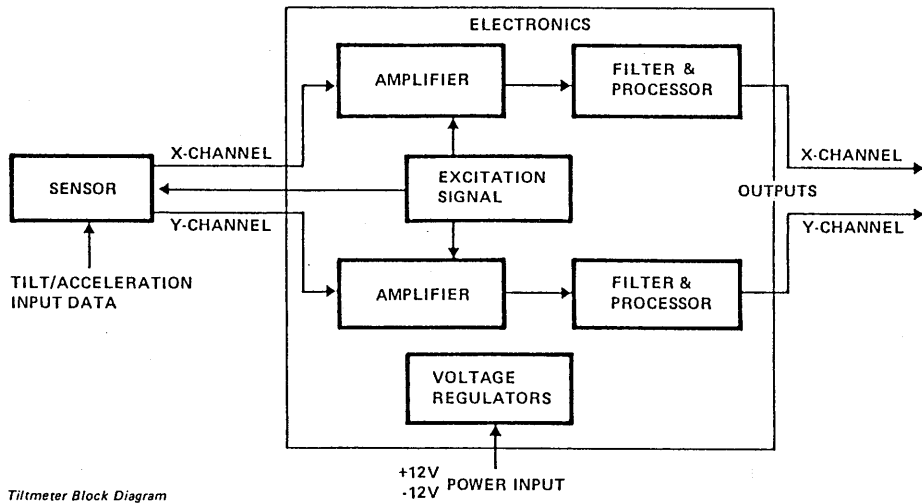 ELECTRONICS
AMPLIFIER
FILTER &
PROCESSOR
X-CHANNEL
X-CHANNEL
SENSOR
EXCITATION
SIGNAL
OUTPUTS
Y-CHANNEL
Y-CHANNEL
TILT/ACCELERATION
INPUT DATA
AMPLIFIER
FILTER &
PROCESSOR
VOLTAGE
REGULATORS
+12V
-12V
POWER INPUT
Tiltmeter Block Diagram